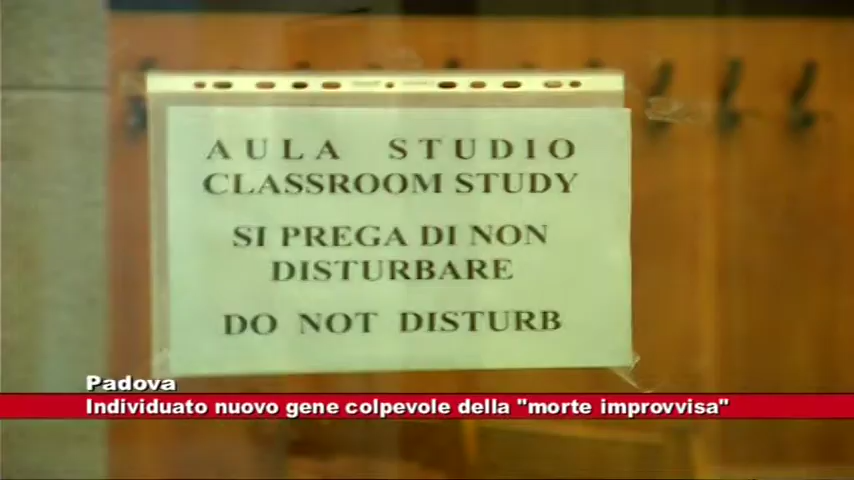 AULA STUDIO
CLASSROOM STUDY
SI PREGA DI NON
DISTURBARE
DO NOT DISTURB
Padova
Individuato nuovo gene colpevole della "morte improvvisa"